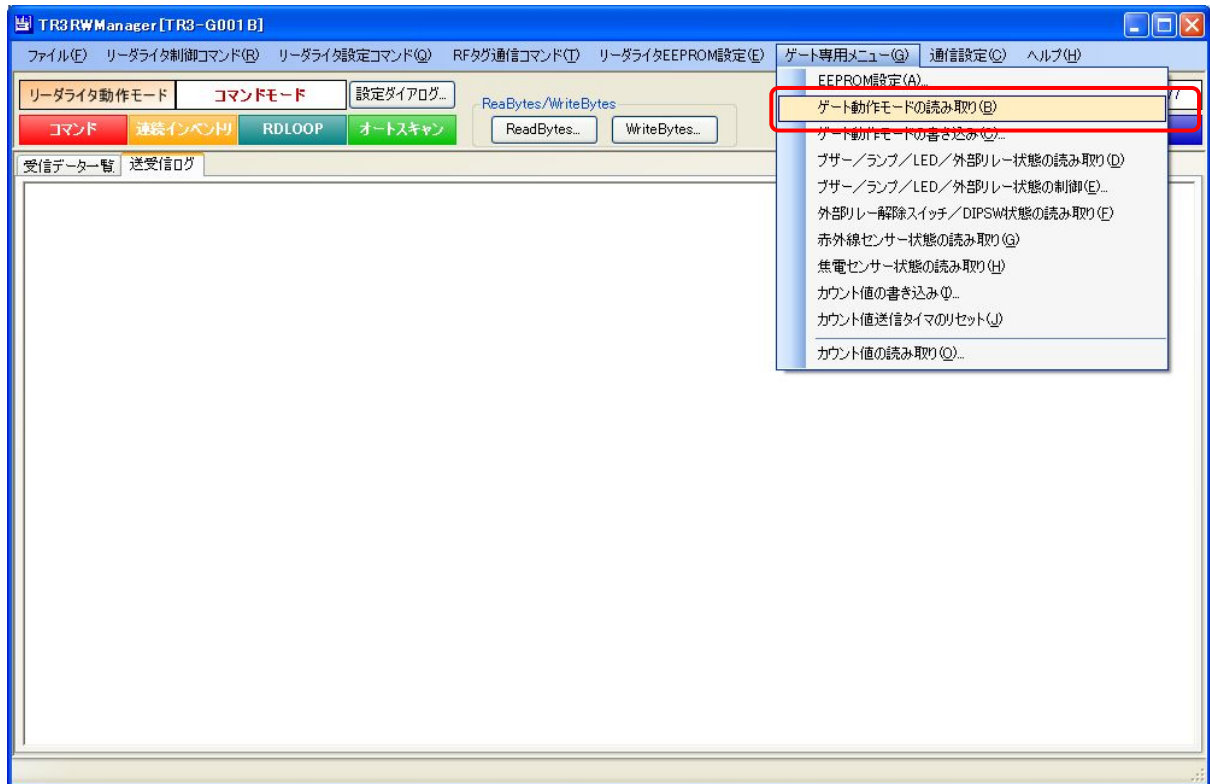 TR3RWManager[TR3-G001B]
ファイル(F) リーダライタ制御コマンド(R) リーダライタ設定コマンド(Q) RFタグ通信コマンド(T) リーダライタEEPROM設定(E) ゲート専用メニュー(G) 通信設定(C) ヘルプ(H)
リーダライタ動作モード コマンドモード 設定ダイアログ...
コマンド 連続インベントリ RDLOOP オートスキャン
ReaBytes/WriteBytes
ReadBytes... WriteBytes...
受信データ一覧 送受信ログ
EEPROM設定(A)...
ゲート動作モードの読み取り(B)
ゲート動作モードの書き込み(C)...
ブザー/ランプ/LED/外部リレー状態の読み取り(D)
ブザー/ランプ/LED/外部リレー状態の制御(E)...
外部リレー解除スイッチ/DIPSW状態の読み取り(F)
赤外線センサー状態の読み取り(G)
焦電センサー状態の読み取り(H)
カウント値の書き込み(I)...
カウント値送信タイマのリセット(J)
カウント値の読み取り(O)...